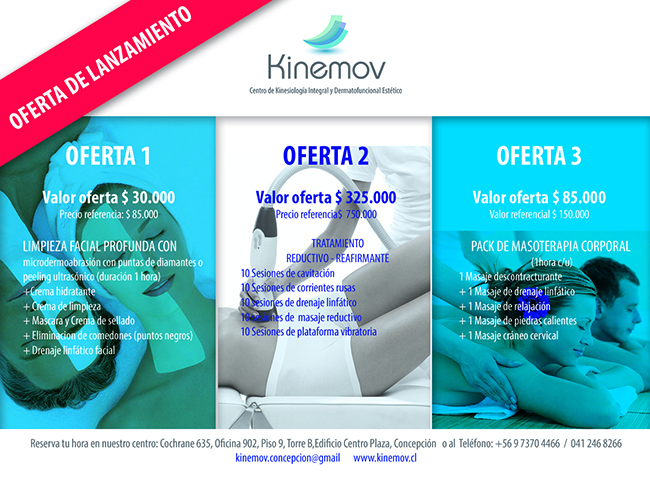 OFERTA DE LANZAMIENTO
Kinemov
Centro de Kinesiología Integral y Dermatofuncional Estético
OFERTA 1
Valor oferta $ 30.000
Precio referencia: $ 85.000
LIMPIEZA FACIAL PROFUNDA CON
microdermoabrasión con puntas de diamantes o
peeling ultrasónico (duración 1 hora)
+Crema hidratante
+ Crema de limpieza
+ Mascara y Crema de sellado
+ Eliminación de comedones (puntos negros)
+ Drenaje linfático facial
OFERTA 2
Valor oferta $ 325.000
Precio referencia$ 750.000
TRATAMIENTO
REDUCTIVO - REAFIRMANTE
10 Sesiones de cavitación
10 Sesiones de corrientes rusas
10 Sesiones de drenaje linfático
10 Sesiones de masaje reductivo
10 Sesiones de plataforma vibratoria
OFERTA 3
Valor oferta $ 85.000
Valor referencial $ 150.000
PACK DE MASOTERAPIA CORPORAL
(1hora c/u)
1 Masaje descontracturante
+ 1 Masaje de drenaje linfático
+ 1 Masaje de relajación
+ 1 Masaje de piedras calientes
+ 1 Masaje cráneo cervical
Reserva tu hora en nuestro centro: Cochrane 635, Oficina 902, Piso 9, Torre B,Edificio Centro Plaza, Concepción o al Teléfono: +56 9 7370 4466 / 041 246 8266
kinemov.concepcion@gmail www.kinemov.cl